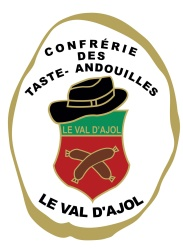 CONFRÉRIE
DES
TASTE- ANDOUILLES
LE VAL D'AJOL
LE VAL D'AJOL